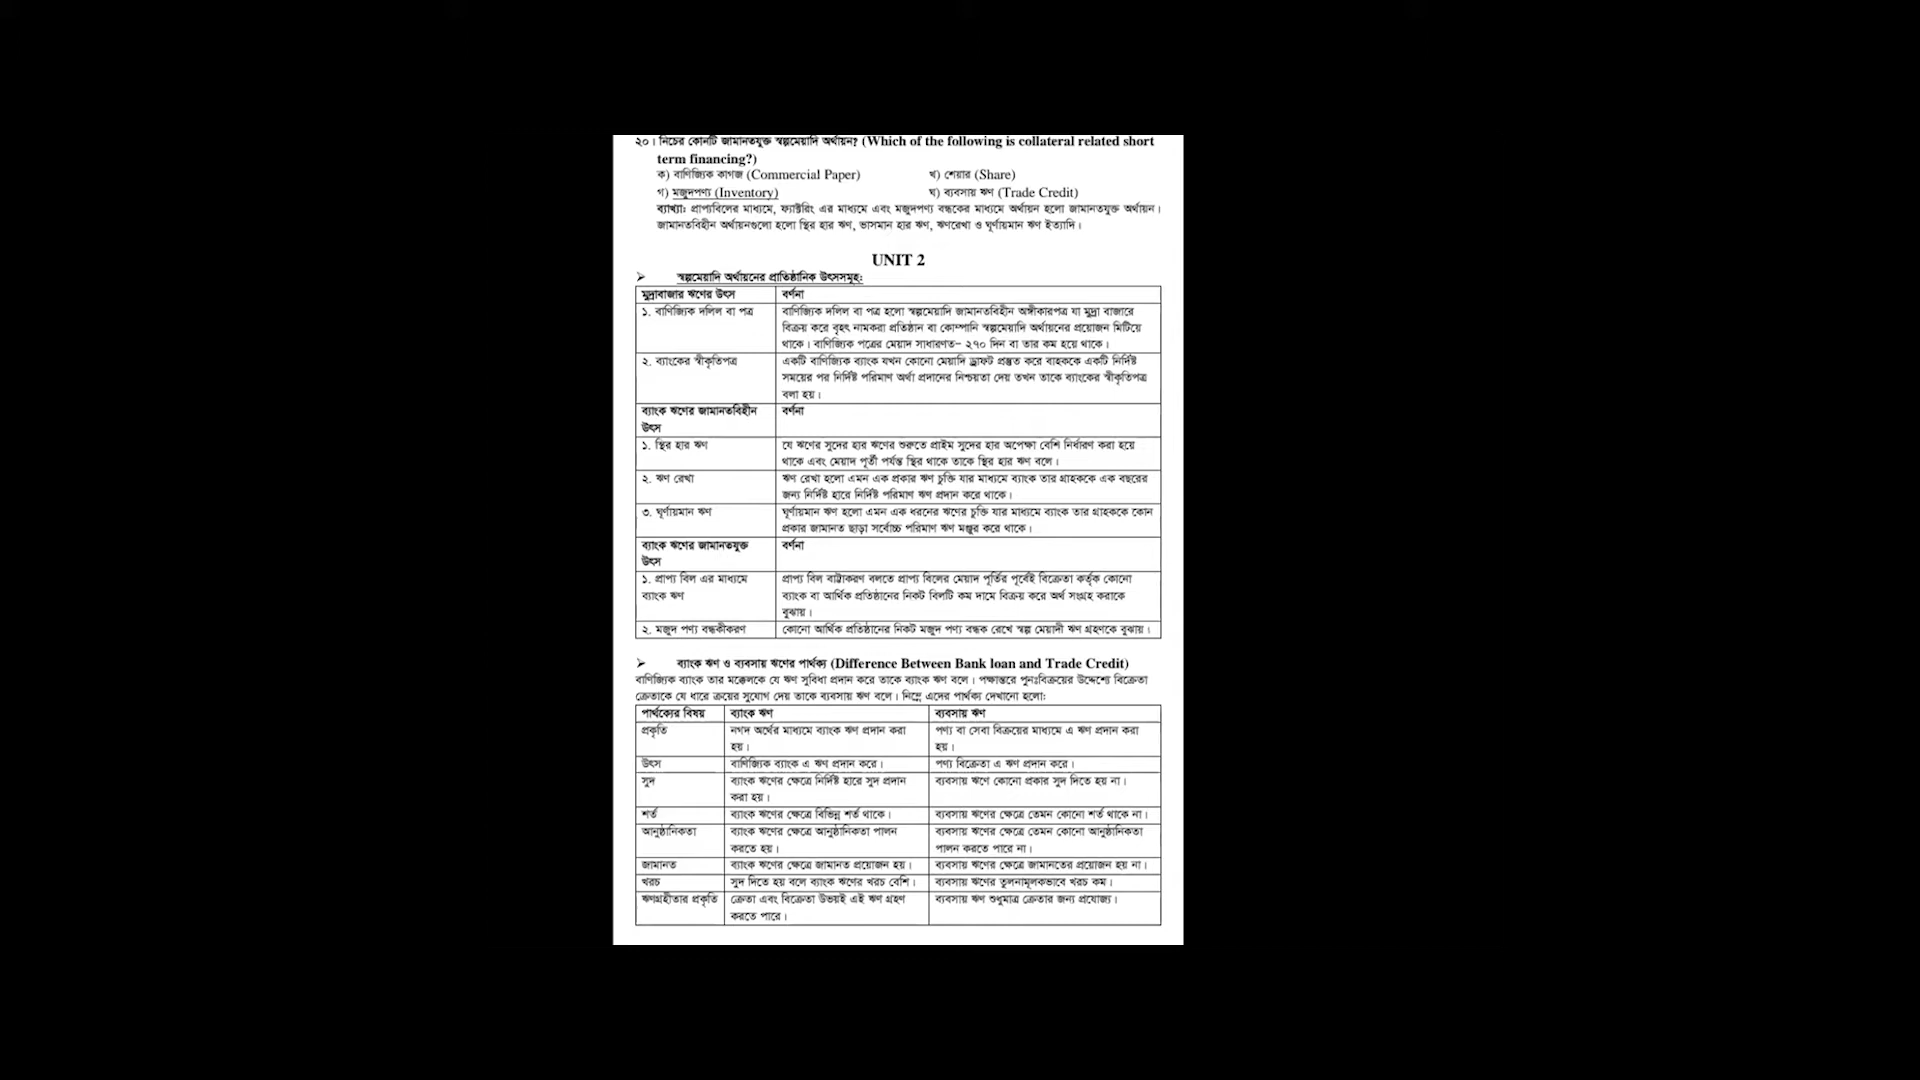 ২০। নিচের কোনটি জামানতযুক্ত স্বল্পমেয়াদি অর্থায়ন? (Which of the following is collateral related short
term financing?)
ক) বাণিজ্যিক কাগজ (Commercial Paper) খ) শেয়ার (Share)
গ) মজুদপণ্য (Inventory) ঘ) ব্যবসায় ঋণ (Trade Credit)
ব্যাখ্যা: প্রাপ্যবিলের মাধ্যমে, ফ্যাক্টরিং এর মাধ্যমে এবং মজুদপণ্য বন্ধকের মাধ্যমে অর্থায়ন হলো জামানতযুক্ত অর্থায়ন।
জামানতবিহীন অর্থায়নগুলো হলো স্থির হার ঋণ, ভাসমান হার ঋণ, ঋণরেখা ও ঘূর্ণায়মান ঋণ ইত্যাদি।
UNIT 2
➢ স্বল্পমেয়াদি অর্থায়নের প্রাতিষ্ঠানিক উৎসসমূহ:
মুদ্রাবাজার ঋণের উৎস বর্ণনা
১. বাণিজ্যিক দলিল বা পত্র বাণিজ্যিক দলিল বা পত্র হলো স্বল্পমেয়াদি জামানতবিহীন অঙ্গীকারপত্র যা মুদ্রা বাজারে
বিক্রয় করে বৃহৎ নামকরা প্রতিষ্ঠান বা কোম্পানি স্বল্পমেয়াদি অর্থায়নের প্রয়োজন মিটিয়ে
থাকে। বাণিজ্যিক পত্রের মেয়াদ সাধারণত– ২৭০ দিন বা তার কম হয়ে থাকে।
২. ব্যাংকের স্বীকৃতিপত্র একটি বাণিজ্যিক ব্যাংক যখন কোনো মেয়াদি ড্রাফট প্রস্তুত করে বাহককে একটি নির্দিষ্ট
সময়ের পর নির্দিষ্ট পরিমাণ অর্থা প্রদানের নিশ্চয়তা দেয় তখন তাকে ব্যাংকের স্বীকৃতিপত্র
বলা হয়।
ব্যাংক ঋণের জামানতবিহীন বর্ণনা
উৎস
১. স্থির হার ঋণ যে ঋণের সুদের হার ঋণের শুরুতে প্রাইম সুদের হার অপেক্ষা বেশি নির্ধারণ করা হয়ে
থাকে এবং মেয়াদ পূর্তী পর্যন্ত স্থির থাকে তাকে স্থির হার ঋণ বলে।
২. ঋণ রেখা ঋণ রেখা হলো এমন এক প্রকার ঋণ চুক্তি যার মাধ্যমে ব্যাংক তার গ্রাহককে এক বছরের
জন্য নির্দিষ্ট হারে নির্দিষ্ট পরিমাণ ঋণ প্রদান করে থাকে।
৩. ঘূর্ণায়মান ঋণ ঘূর্ণায়মান ঋণ হলো এমন এক ধরনের ঋণের চুক্তি যার মাধ্যমে ব্যাংক তার গ্রাহককে কোন
প্রকার জামানত ছাড়া সর্বোচ্চ পরিমাণ ঋণ মঞ্জুর করে থাকে।
ব্যাংক ঋণের জামানতযুক্ত বর্ণনা
উৎস
১. প্রাপ্য বিল এর মাধ্যমে প্রাপ্য বিল বাট্টাকরণ বলতে প্রাপ্য বিলের মেয়াদ পূর্তির পূর্বেই বিক্রেতা কর্তৃক কোনো
ব্যাংক ঋণ ব্যাংক বা আর্থিক প্রতিষ্ঠানের নিকট বিলটি কম দামে বিক্রয় করে অর্থ সংগ্রহ করাকে
বুঝায়।
২. মজুদ পণ্য বন্ধকীকরণ কোনো আর্থিক প্রতিষ্ঠানের নিকট মজুদ পণ্য বন্ধক রেখে স্বল্প মেয়াদী ঋণ গ্রহণকে বুঝায়।
➢ ব্যাংক ঋণ ও ব্যবসায় ঋণের পার্থক্য (Difference Between Bank loan and Trade Credit)
বাণিজ্যিক ব্যাংক তার মক্কেলকে যে ঋণ সুবিধা প্রদান করে তাকে ব্যাংক ঋণ বলে। পক্ষান্তরে পুনঃবিক্রয়ের উদ্দেশ্যে বিক্রেতা
ক্রেতাকে যে ধারে ক্রয়ের সুযোগ দেয় তাকে ব্যবসায় ঋণ বলে। নিম্নে এদের পার্থক্য দেখানো হলো:
পার্থক্যের বিষয় ব্যাংক ঋণ ব্যবসায় ঋণ
প্রকৃতি নগদ অর্থের মাধ্যমে ব্যাংক ঋণ প্রদান করা পণ্য বা সেবা বিক্রয়ের মাধ্যমে এ ঋণ প্রদান করা
হয়। হয়।
উৎস বাণিজ্যিক ব্যাংক এ ঋণ প্রদান করে। পণ্য বিক্রেতা এ ঋণ প্রদান করে।
সুদ ব্যাংক ঋণের ক্ষেত্রে নির্দিষ্ট হারে সুদ প্রদান ব্যবসায় ঋণে কোনো প্রকার সুদ দিতে হয় না।
করা হয়।
শর্ত ব্যাংক ঋণের ক্ষেত্রে বিভিন্ন শর্ত থাকে। ব্যবসায় ঋণের ক্ষেত্রে তেমন কোনো শর্ত থাকে না।
আনুষ্ঠানিকতা ব্যাংক ঋণের ক্ষেত্রে আনুষ্ঠানিকতা পালন ব্যবসায় ঋণের ক্ষেত্রে তেমন কোনো আনুষ্ঠানিকতা
করতে হয়। পালন করতে পারে না।
জামানত ব্যাংক ঋণের ক্ষেত্রে জামানত প্রয়োজন হয়। ব্যবসায় ঋণের ক্ষেত্রে জামানতের প্রয়োজন হয় না।
খরচ সুদ দিতে হয় বলে ব্যাংক ঋণের খরচ বেশি। ব্যবসায় ঋণের তুলনামূলকভাবে খরচ কম।
ঋণগ্রহীতার প্রকৃতি ক্রেতা এবং বিক্রেতা উভয়ই এই ঋণ গ্রহণ ব্যবসায় ঋণ শুধুমাত্র ক্রেতার জন্য প্রযোজ্য।
করতে পারে।